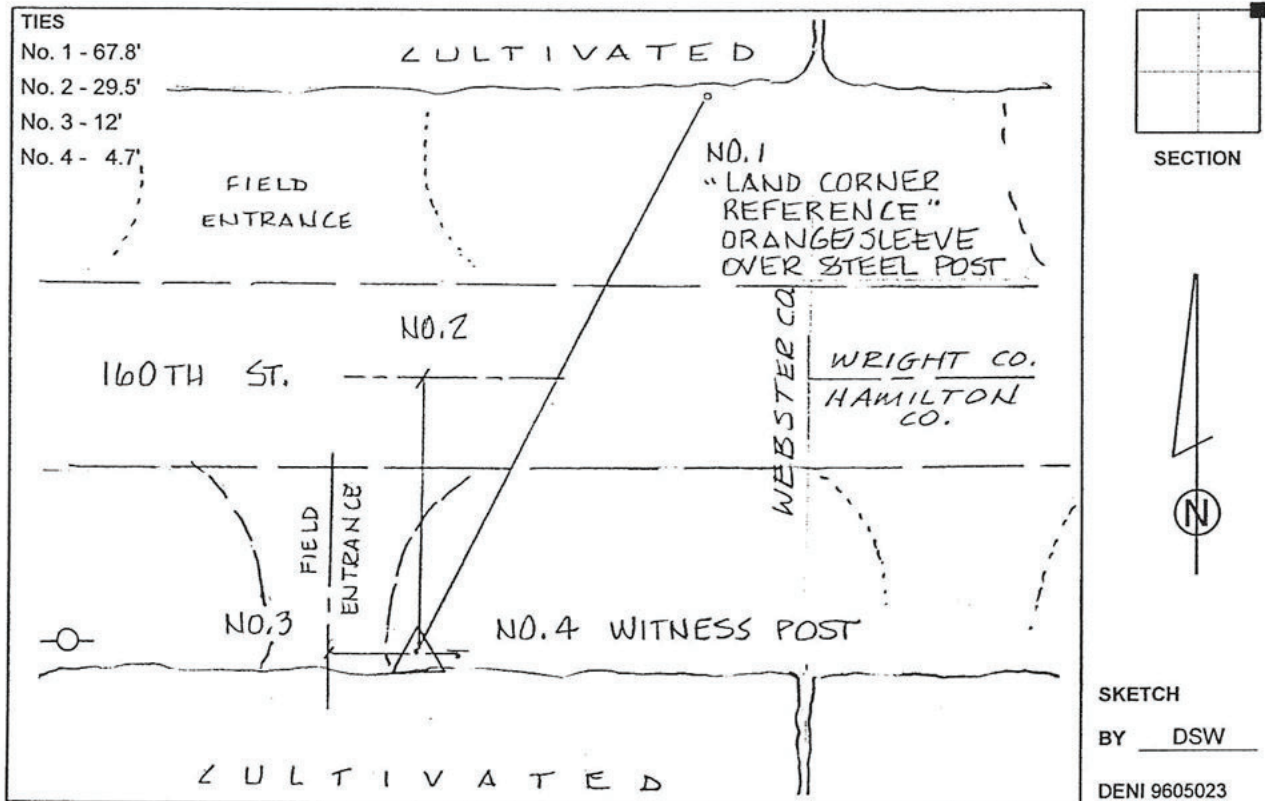 TIES
No. 1 - 67.8'
No. 2 - 29.5'
No. 3 - 12'
No. 4 - 4.7'
CULTIVATED
FIELD
ENTRANCE
NO.1
"LAND CORNER
REFERENCE"
ORANGE SLEEVE
OVER STEEL POST
NO.2
160TH ST.
WEBSTER CO.
WRIGHT CO.
HAMILTON
CO.
FIELD
ENTRANCE
NO.3
NO.4 WITNESS POST
CULTIVATED
SECTION
N
SKETCH
BY DSW
DENI 9605023